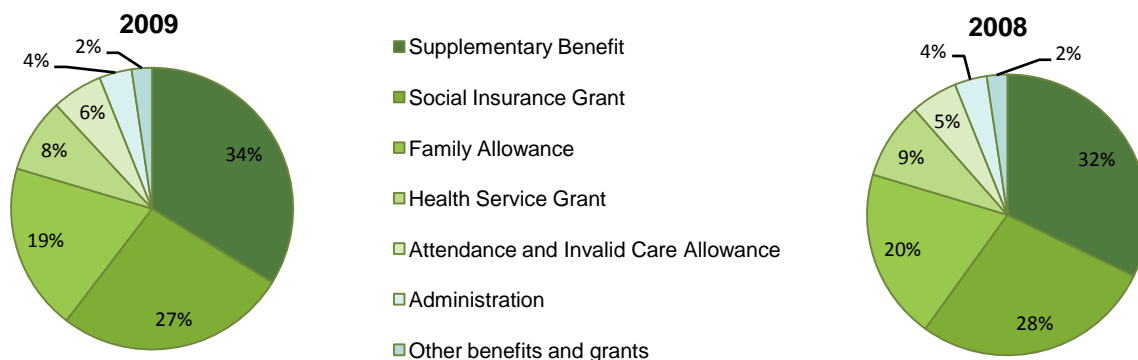 2009
2%
4%
6%
8%
34%
19%
27%
Supplementary Benefit
Social Insurance Grant
Family Allowance
Health Service Grant
Attendance and Invalid Care Allowance
Administration
Other benefits and grants
2008
4%
2%
5%
9%
32%
20%
28%